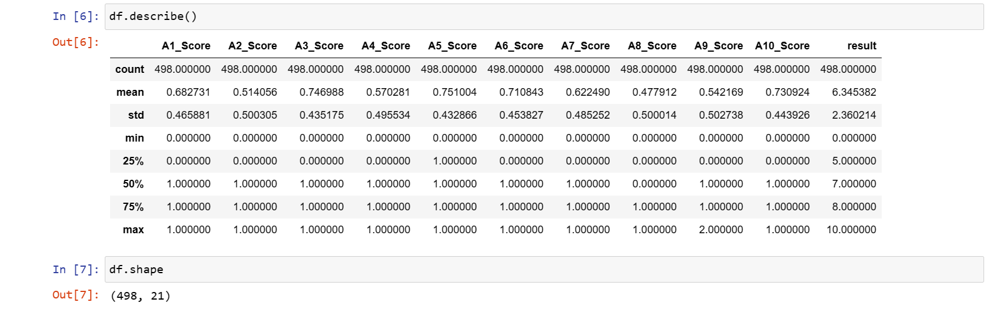 In [6]: df.describe()
Out[6]:
A1_Score A2_Score A3_Score A4_Score A5_Score A6_Score A7_Score A8_Score A9_Score A10_Score result
count 498.000000 498.000000 498.000000 498.000000 498.000000 498.000000 498.000000 498.000000 498.000000 498.000000 498.000000
mean 0.682731 0.514056 0.746988 0.570281 0.751004 0.710843 0.622490 0.477912 0.542169 0.730924 6.345382
std 0.465881 0.500305 0.435175 0.495534 0.432866 0.453827 0.485252 0.500014 0.502738 0.443926 2.360214
min 0.000000 0.000000 0.000000 0.000000 0.000000 0.000000 0.000000 0.000000 0.000000 0.000000 0.000000
25% 0.000000 0.000000 0.000000 0.000000 1.000000 0.000000 0.000000 0.000000 0.000000 0.000000 5.000000
50% 1.000000 1.000000 1.000000 1.000000 1.000000 1.000000 1.000000 0.000000 1.000000 1.000000 7.000000
75% 1.000000 1.000000 1.000000 1.000000 1.000000 1.000000 1.000000 1.000000 1.000000 1.000000 8.000000
max 1.000000 1.000000 1.000000 1.000000 1.000000 1.000000 1.000000 1.000000 2.000000 1.000000 10.000000
In [7]: df.shape
Out[7]: (498, 21)